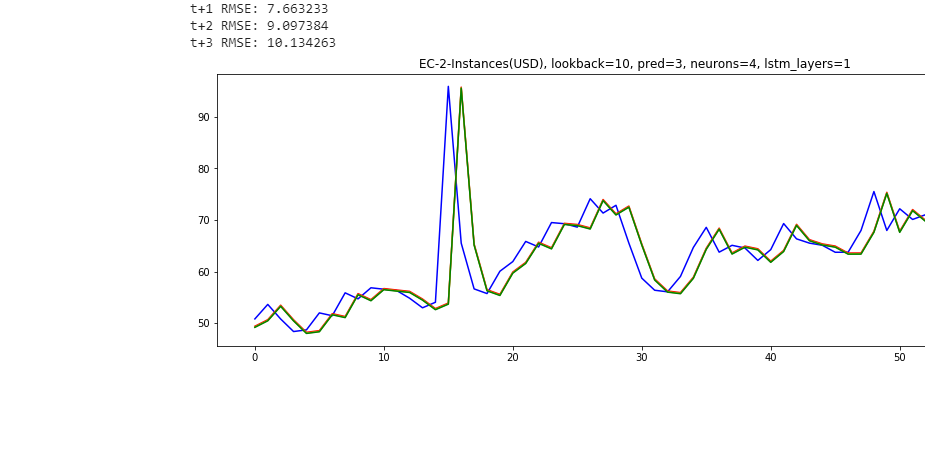 t+1 RMSE: 7.663233
t+2 RMSE: 9.097384
t+3 RMSE: 10.134263
EC-2-Instances(USD), lookback=10, pred=3, neurons=4, lstm_layers=1
90
80
70
60
50
0 10 20 30 40 50